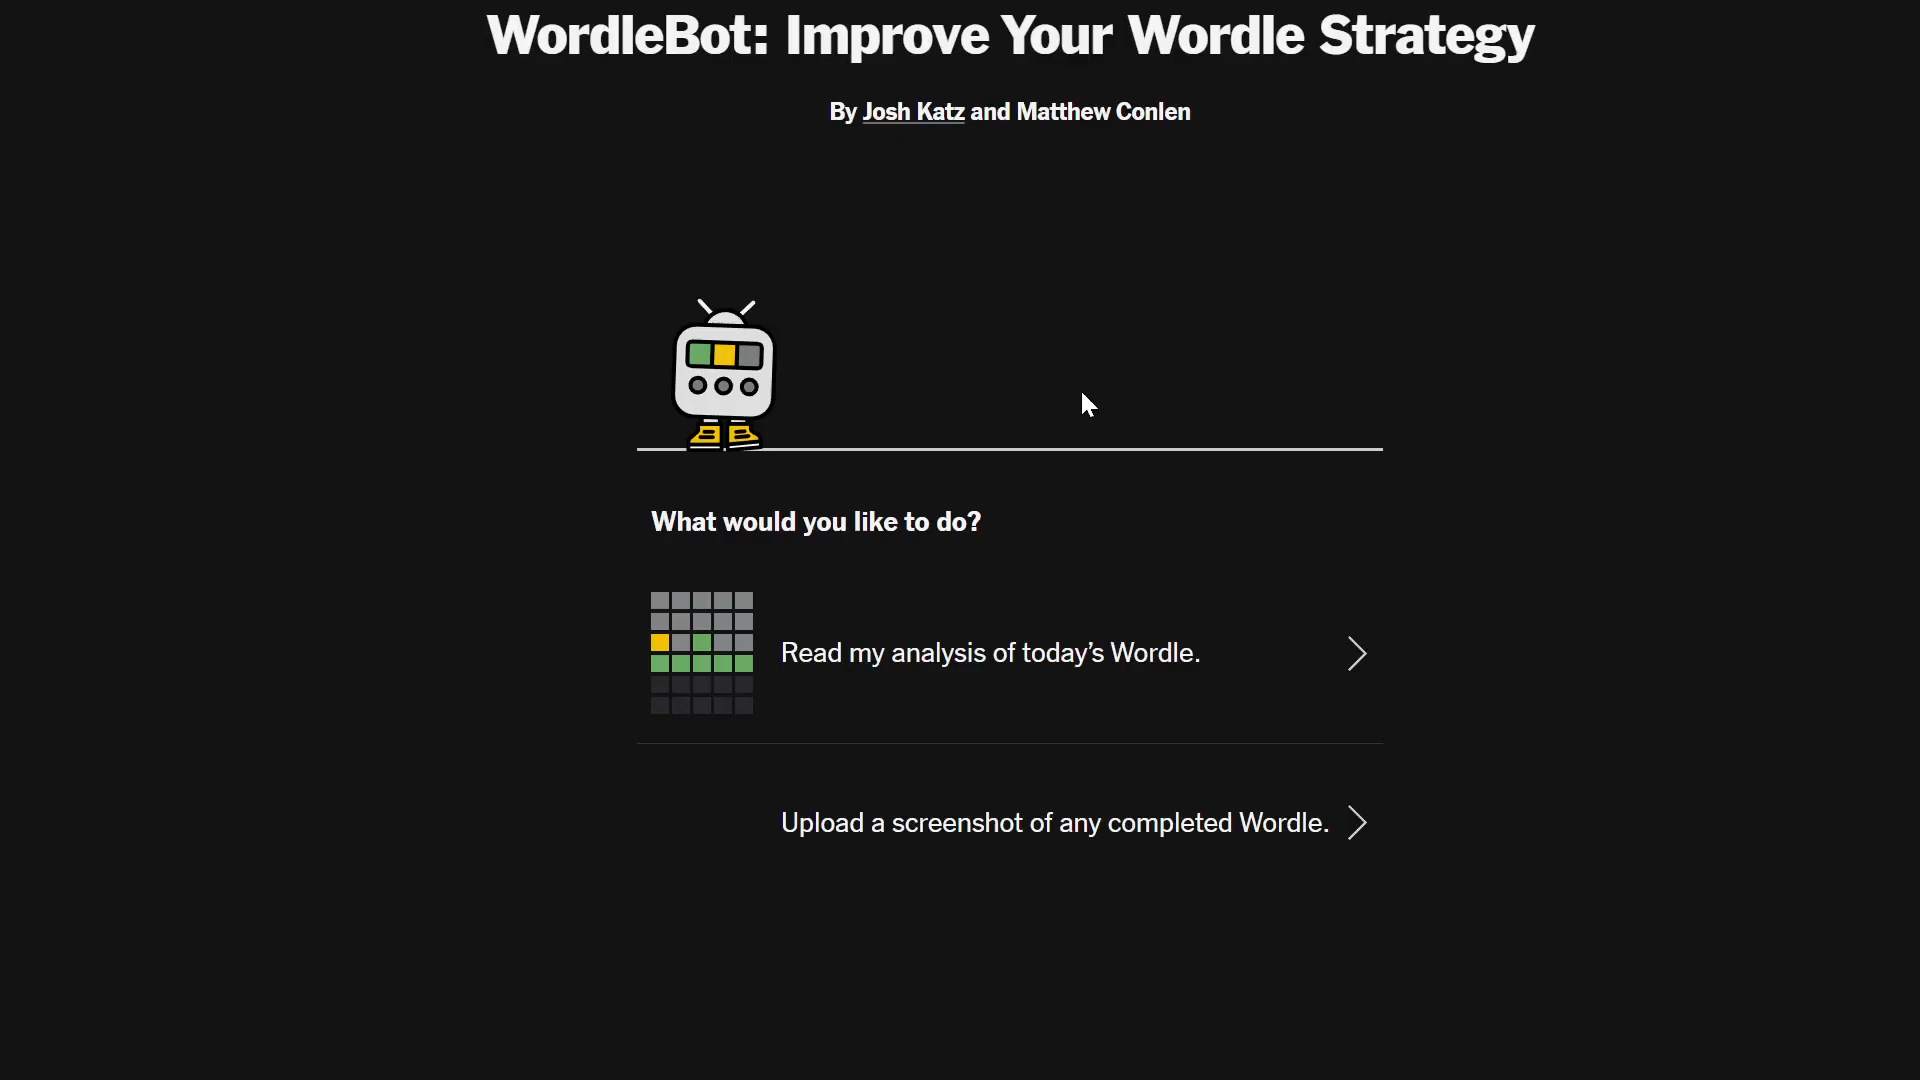 WordleBot: Improve Your Wordle Strategy
By Josh Katz and Matthew Conlen
What would you like to do?
Read my analysis of today’s Wordle.
Upload a screenshot of any completed Wordle.